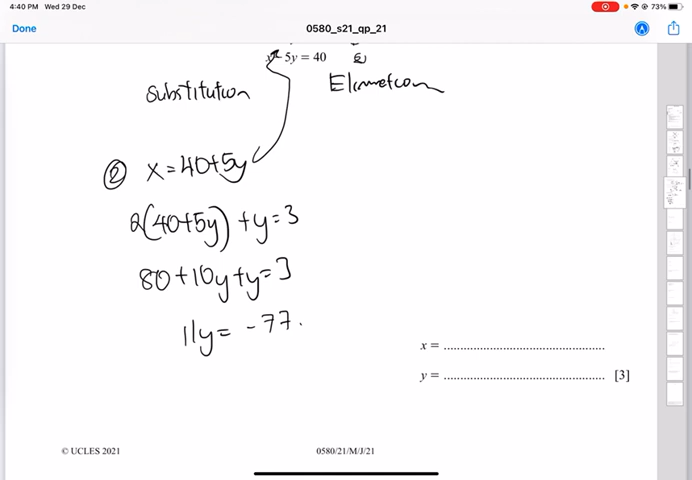 4:40 PM Wed 29 Dec
73%
Done
0580_s21_qp_21
x - 5y = 40
②
Substitution
② x = 40+5y
2(40+5y) + y = 3
80 + 10y + y = 3
11y = -77.
x = ................................................
y = ................................................ [3]
© UCLES 2021
0580/21/M/J/21